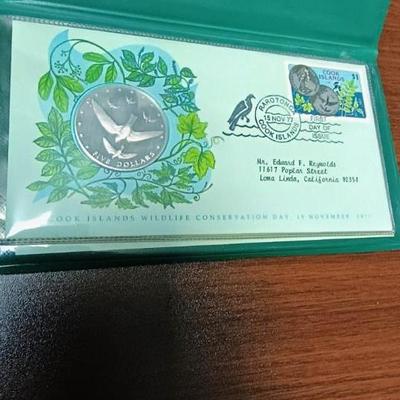 COOK
ISLANDS
$1
RAROTONGA
15 NOV 77
COOK ISLANDS
FIRST
DAY OF
ISSUE
FIVE DOLLARS
Mr. Edward F. Reynolds
11617 Poplar Street
Loma Linda, California 92354
COOK ISLANDS WILDLIFE CONSERVATION DAY, 15 NOVEMBER, 1977